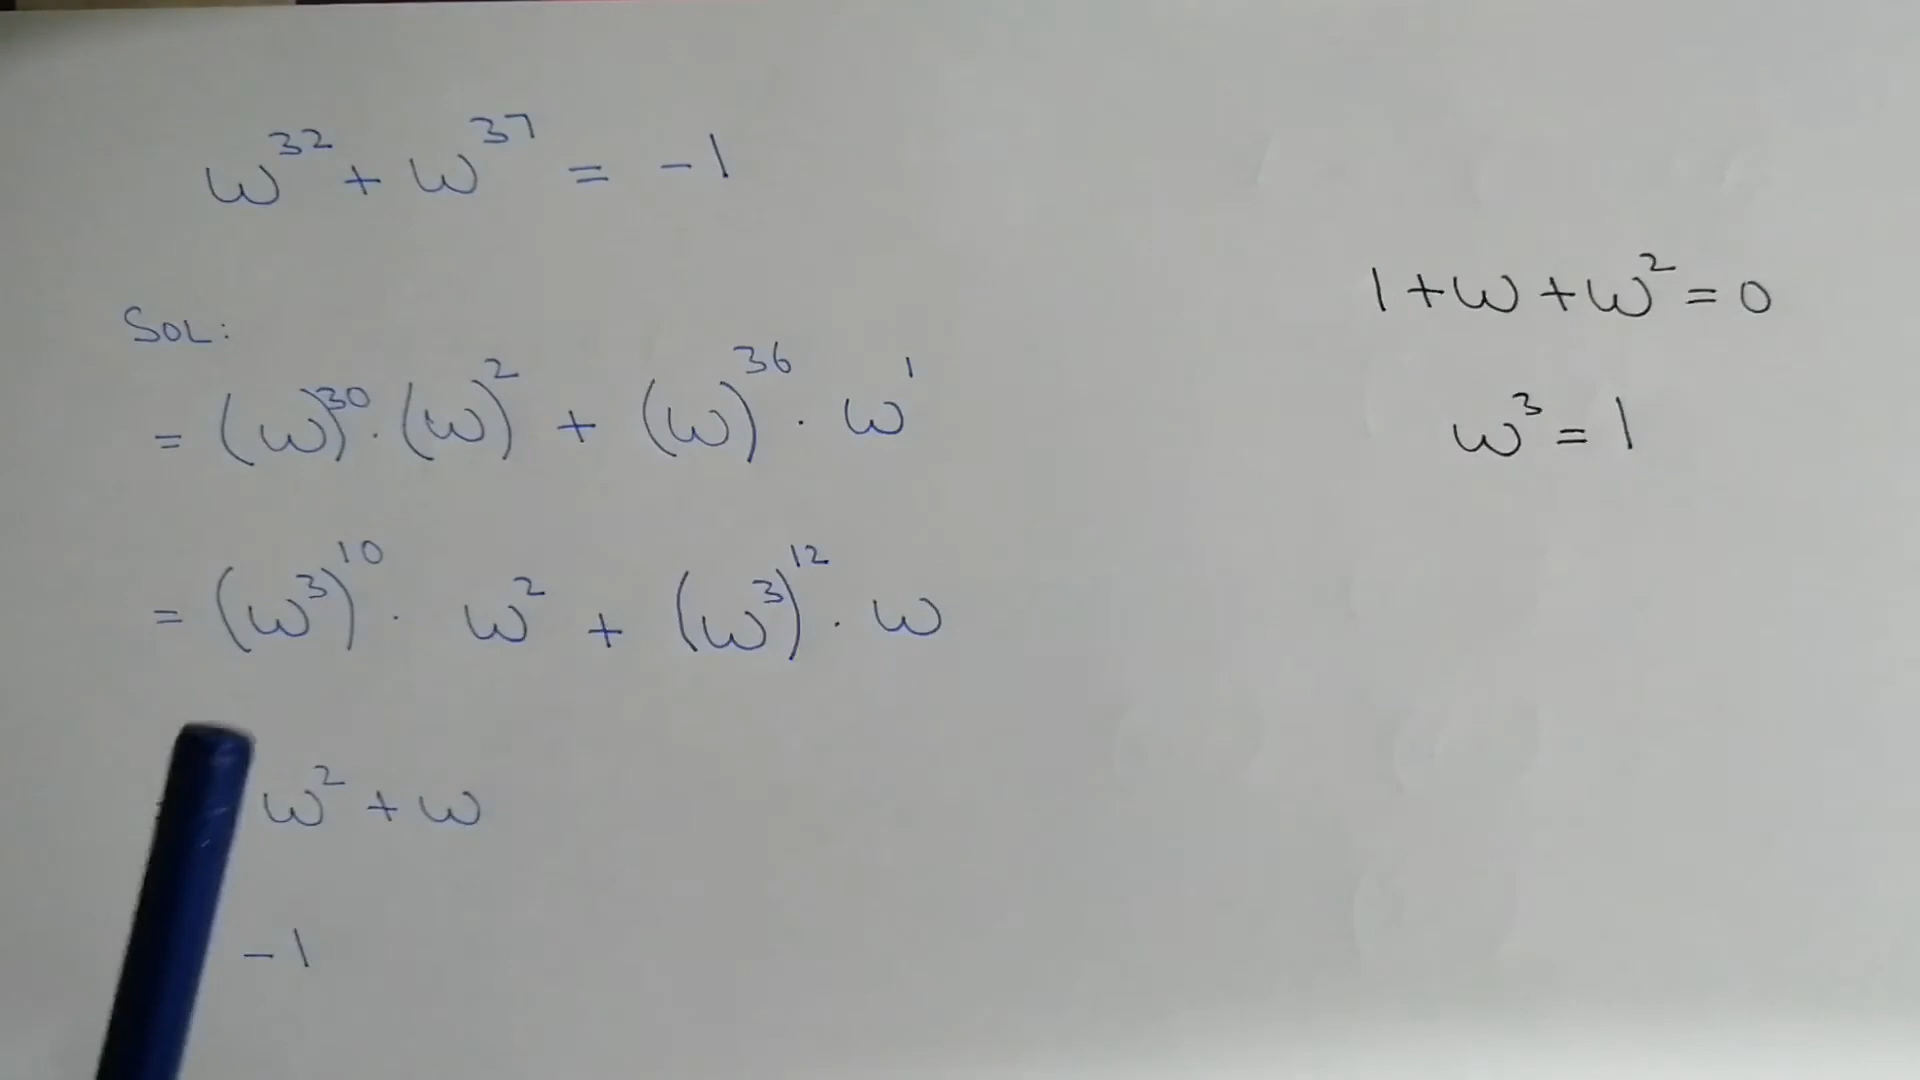 ω³² + ω³⁷ = -1
SOL:
= (ω)³⁰ · (ω)² + (ω)³⁶ · ω¹
= (ω³)¹⁰ · ω² + (ω³)¹² · ω
ω² + ω
-1
1 + ω + ω² = 0
ω³ = 1